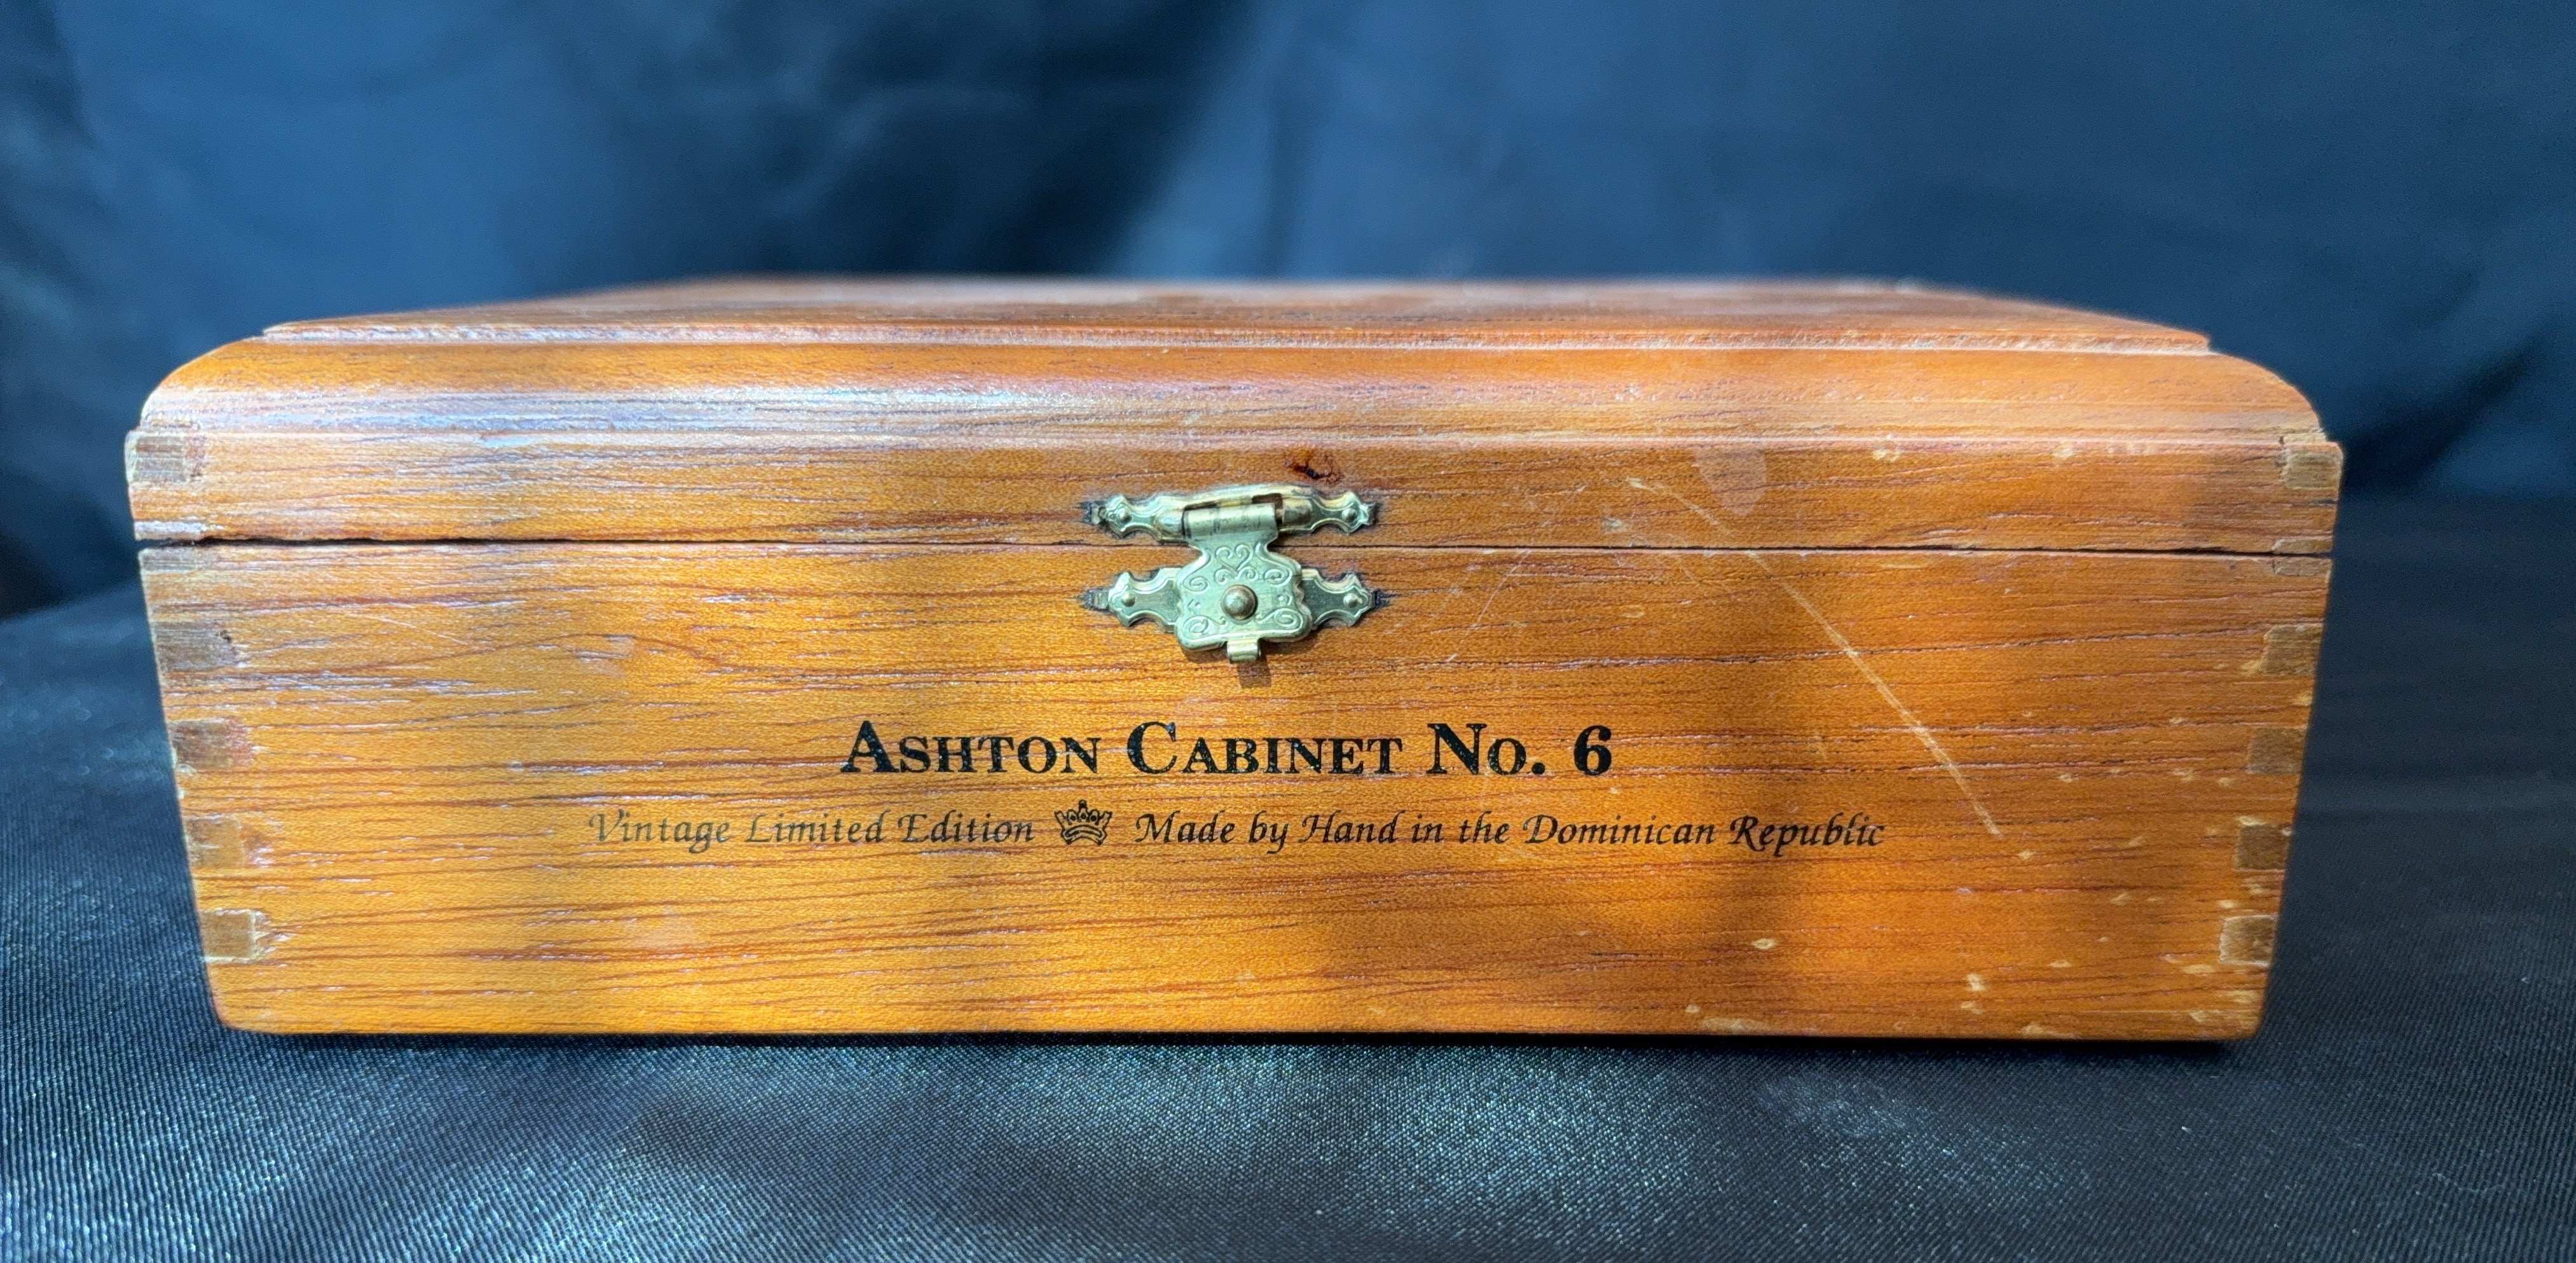 ASHTON CABINET NO. 6
Vintage Limited Edition Made by Hand in the Dominican Republic